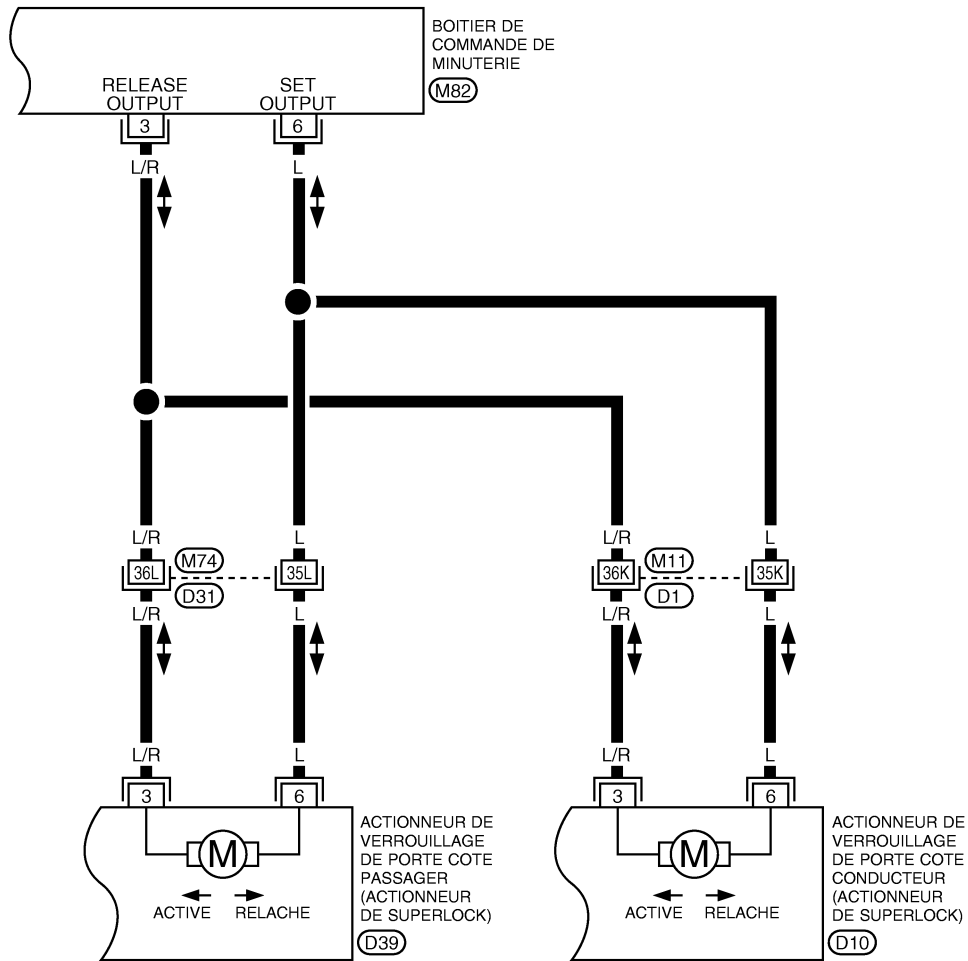 BOITIER DE
COMMANDE DE
MINUTERIE
M82
RELEASE
OUTPUT
SET
OUTPUT
3
6
L/R
L
L/R
L
L/R
L
36L
M74
35L
36K
M11
35K
D31
D1
L/R
L
L/R
L
L/R
L
L/R
L
3
6
3
6
ACTIONNEUR DE
VERROUILLAGE
DE PORTE COTE
PASSAGER
(ACTIONNEUR
DE SUPERLOCK)
D39
M
ACTIVE
RELACHE
ACTIONNEUR DE
VERROUILLAGE
DE PORTE COTE
CONDUCTEUR
(ACTIONNEUR
DE SUPERLOCK)
D10
M
ACTIVE
RELACHE